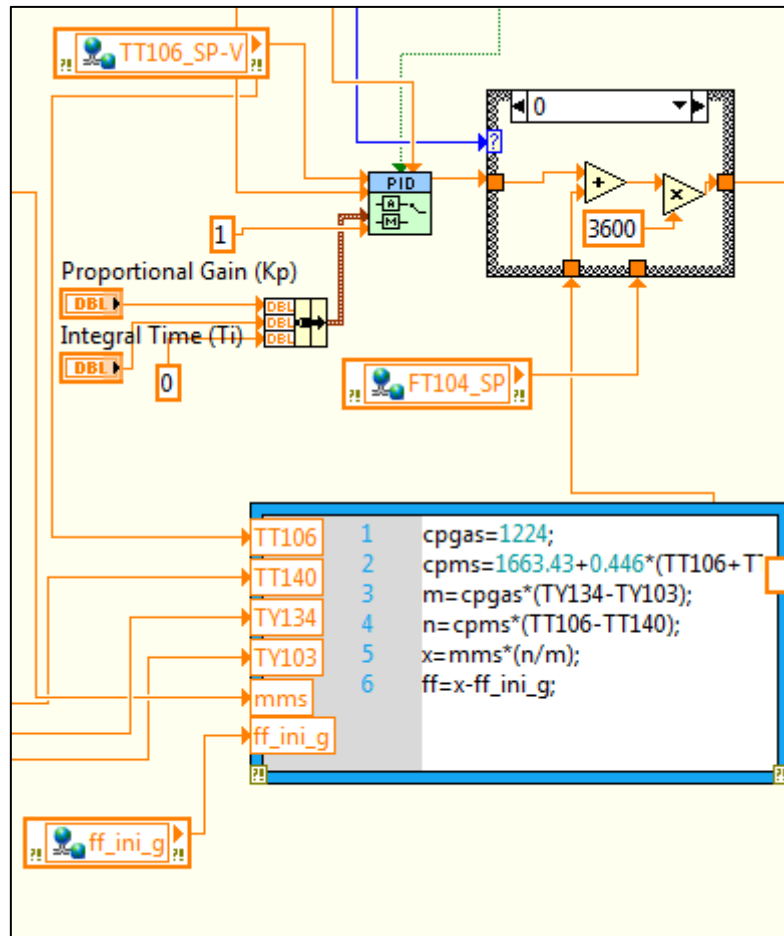 TT106_SP-V
0
PID
A
M
1
3600
Proportional Gain (Kp)
DBL
DBL
Integral Time (Ti)
DBL
DBL
DBL
0
FT104_SP
TT106
TT140
TY134
TY103
mms
ff_ini_g
1 cpgas=1224;
2 cpms=1663.43+0.446*(TT106+T
3 m=cpgas*(TY134-TY103);
4 n=cpms*(TT106-TT140);
5 x=mms*(n/m);
6 ff=x-ff_ini_g;
ff_ini_g